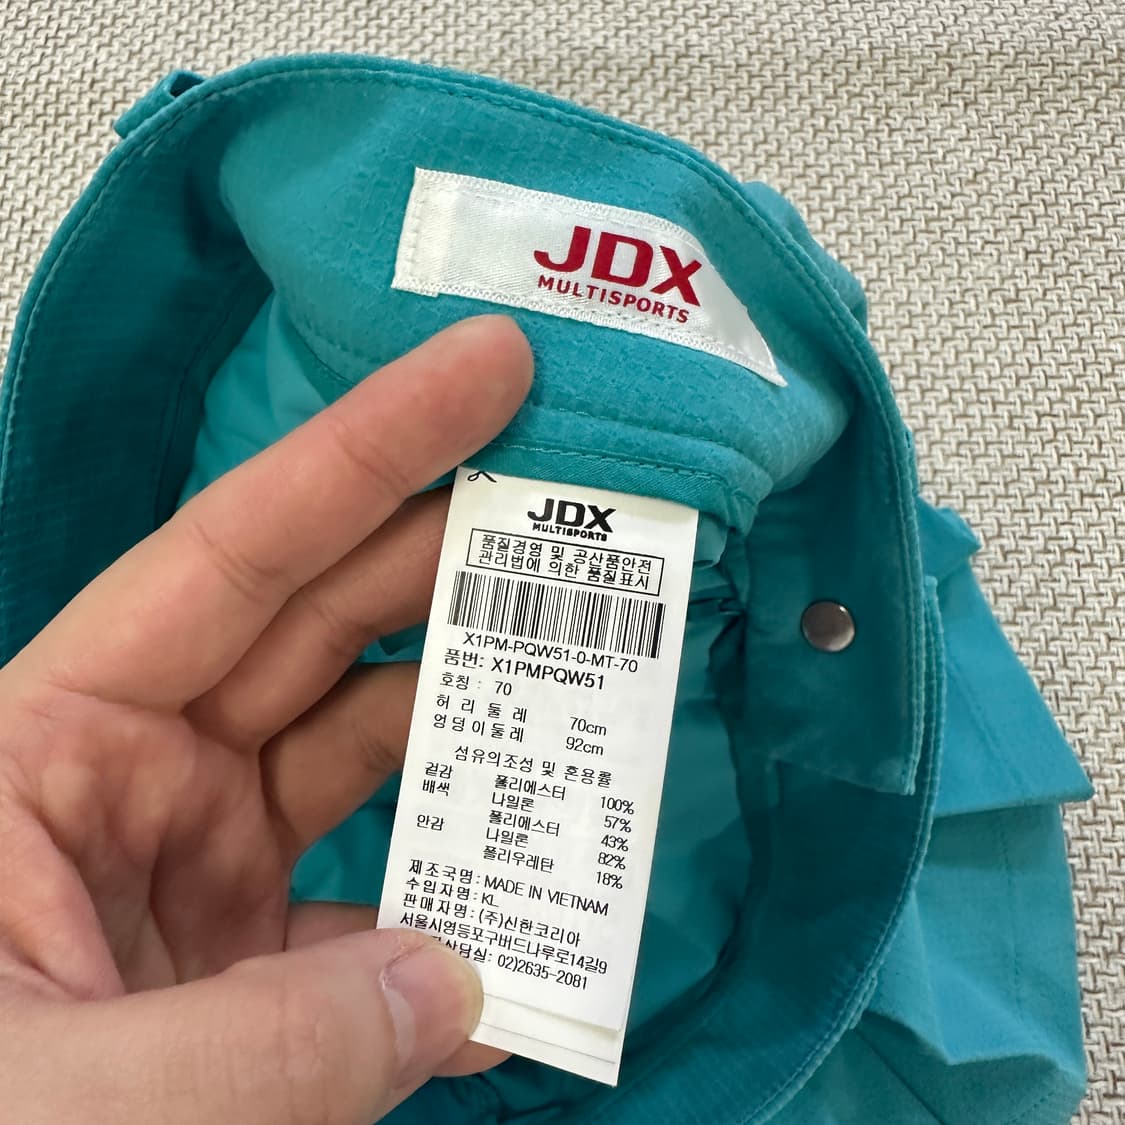 JDX
MULTISPORTS
JDX
MULTISPORTS
품질경영 및 공산품안전
관리법에 의한 품질표시
X1PM-PQW51-0-MT-70
품번: X1PMPQW51
호칭 : 70
허 리 둘 레 70cm
엉덩이둘레 92cm
섬유의조성 및 혼용률
겉감 폴리에스터 100%
배색 나일론 57%
폴리에스터 43%
안감 나일론 82%
폴리우레탄 18%
제조국명: MADE IN VIETNAM
수입자명: KL
판매자명: (주)신한코리아
서울시영등포구버드나루로14길9
상담실: 02)2635-2081